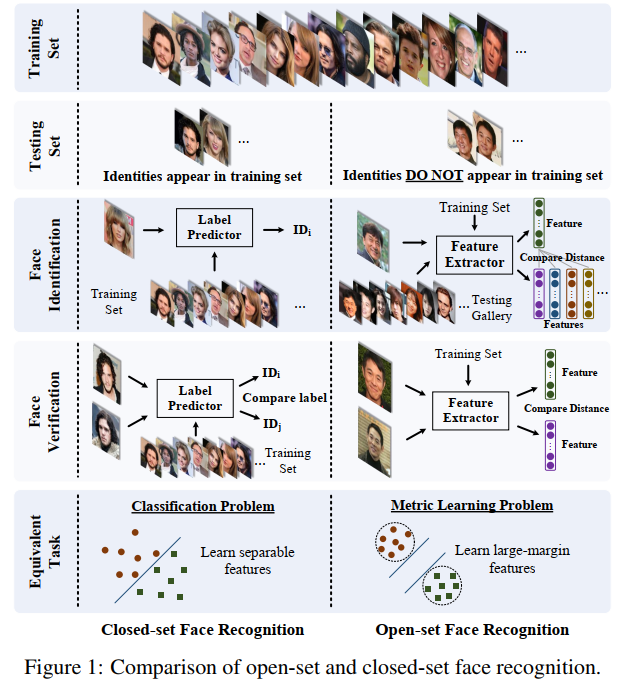 Training
Set
...
Testing
Set
...
Identities appear in training set
...
Identities DO NOT appear in training set
Face
Identification
Label
Predictor
IDi
Training
Set
...
Training Set
Feature
Extractor
Feature
Compare Distance
...
Features
... Testing
Gallery
Face
Verification
Label
Predictor
IDi
Compare label
IDj
... Training
Set
Training Set
Feature
Extractor
Feature
Compare Distance
Feature
Equivalent
Task
Classification Problem
Learn separable
features
Metric Learning Problem
Learn large-margin
features
Closed-set Face Recognition
Open-set Face Recognition
Figure 1: Comparison of open-set and closed-set face recognition.